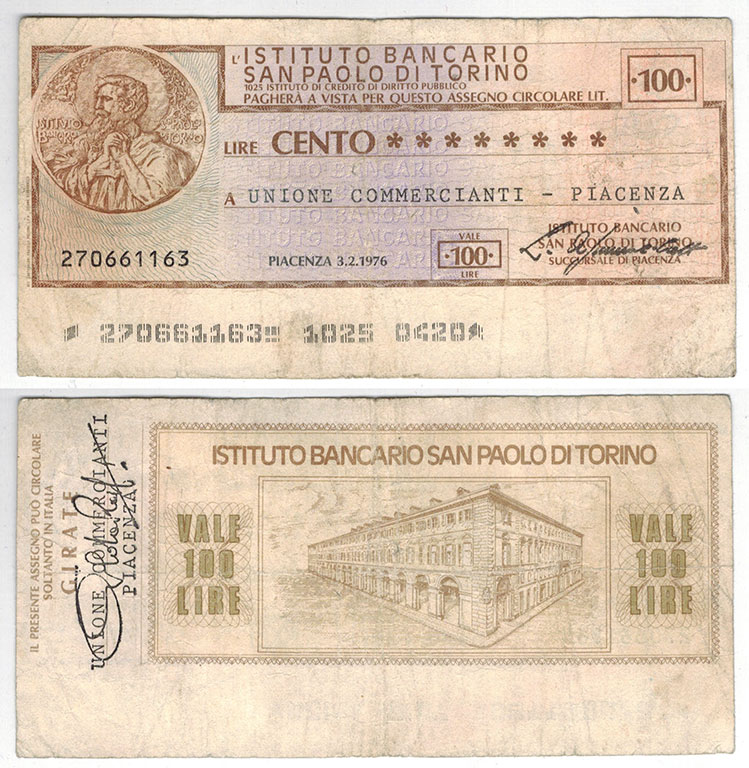 L'ISTITUTO BANCARIO
SAN PAOLO DI TORINO
1025 ISTITUTO DI CREDITO DI DIRITTO PUBBLICO
PAGHERÀ A VISTA PER QUESTO ASSEGNO CIRCOLARE LIT.
·100·
LIRE CENTO * * * * * * * *
A UNIONE COMMERCIANTI - PIACENZA
270661163
PIACENZA 3.2.1976
VALE
·100·
LIRE
ISTITUTO BANCARIO
SAN PAOLO DI TORINO
SUCCURSALE DI PIACENZA
270661163 1025 0420
IL PRESENTE ASSEGNO PUÒ CIRCOLARE
SOLTANTO IN ITALIA
GIRATE
UNIONE COMMERCIANTI
PIACENZA
ISTITUTO BANCARIO SAN PAOLO DI TORINO
VALE
100
LIRE
VALE
100
LIRE